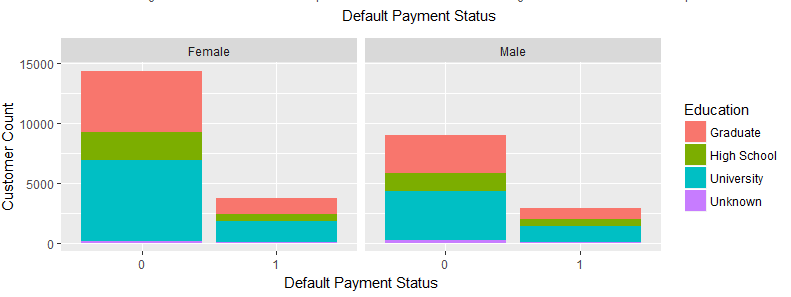 Default Payment Status
Female
Male
15000
10000
5000
0
Customer Count
0
1
0
1
Default Payment Status
Education
Graduate
High School
University
Unknown